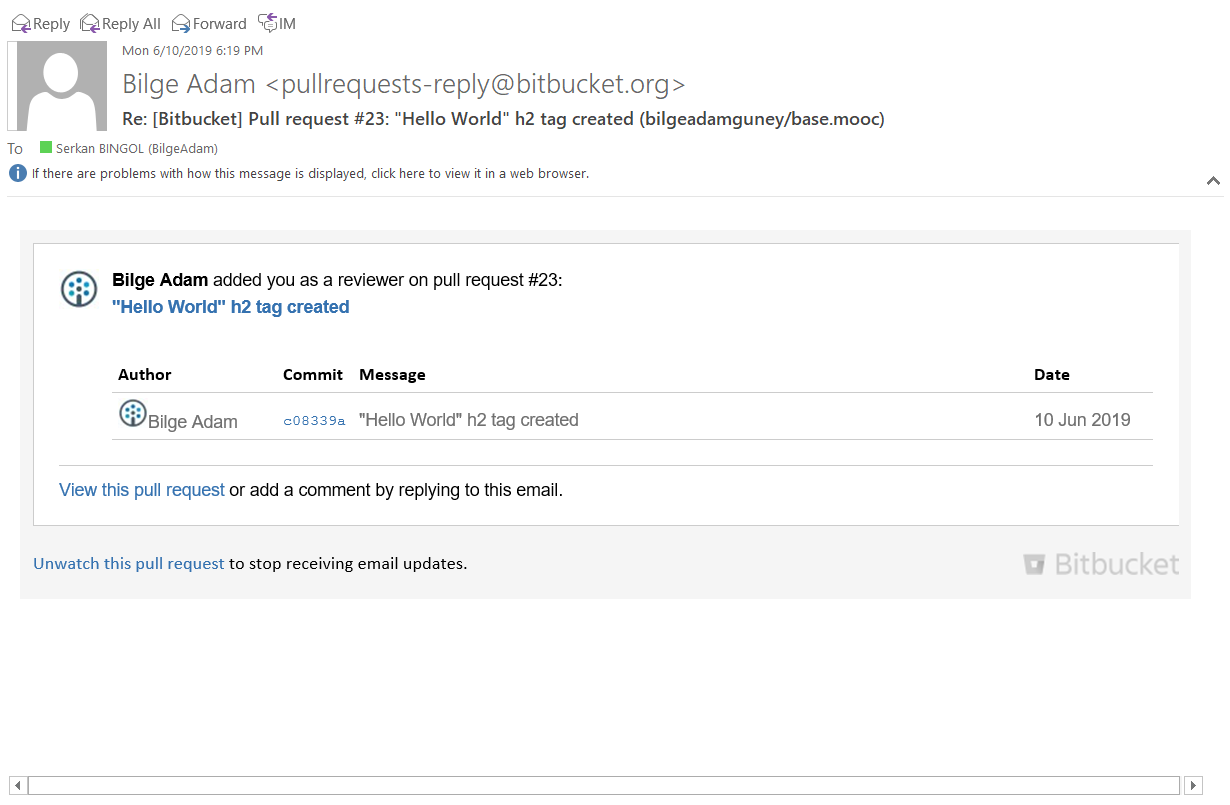 Reply Reply All Forward IM
Mon 6/10/2019 6:19 PM
Bilge Adam <pullrequests-reply@bitbucket.org>
Re: [Bitbucket] Pull request #23: "Hello World" h2 tag created (bilgeadamguney/base.mooc)
To Serkan BINGOL (BilgeAdam)
If there are problems with how this message is displayed, click here to view it in a web browser.
Bilge Adam added you as a reviewer on pull request #23:
"Hello World" h2 tag created
Author Commit Message Date
Bilge Adam c08339a "Hello World" h2 tag created 10 Jun 2019
View this pull request or add a comment by replying to this email.
Unwatch this pull request to stop receiving email updates.
Bitbucket